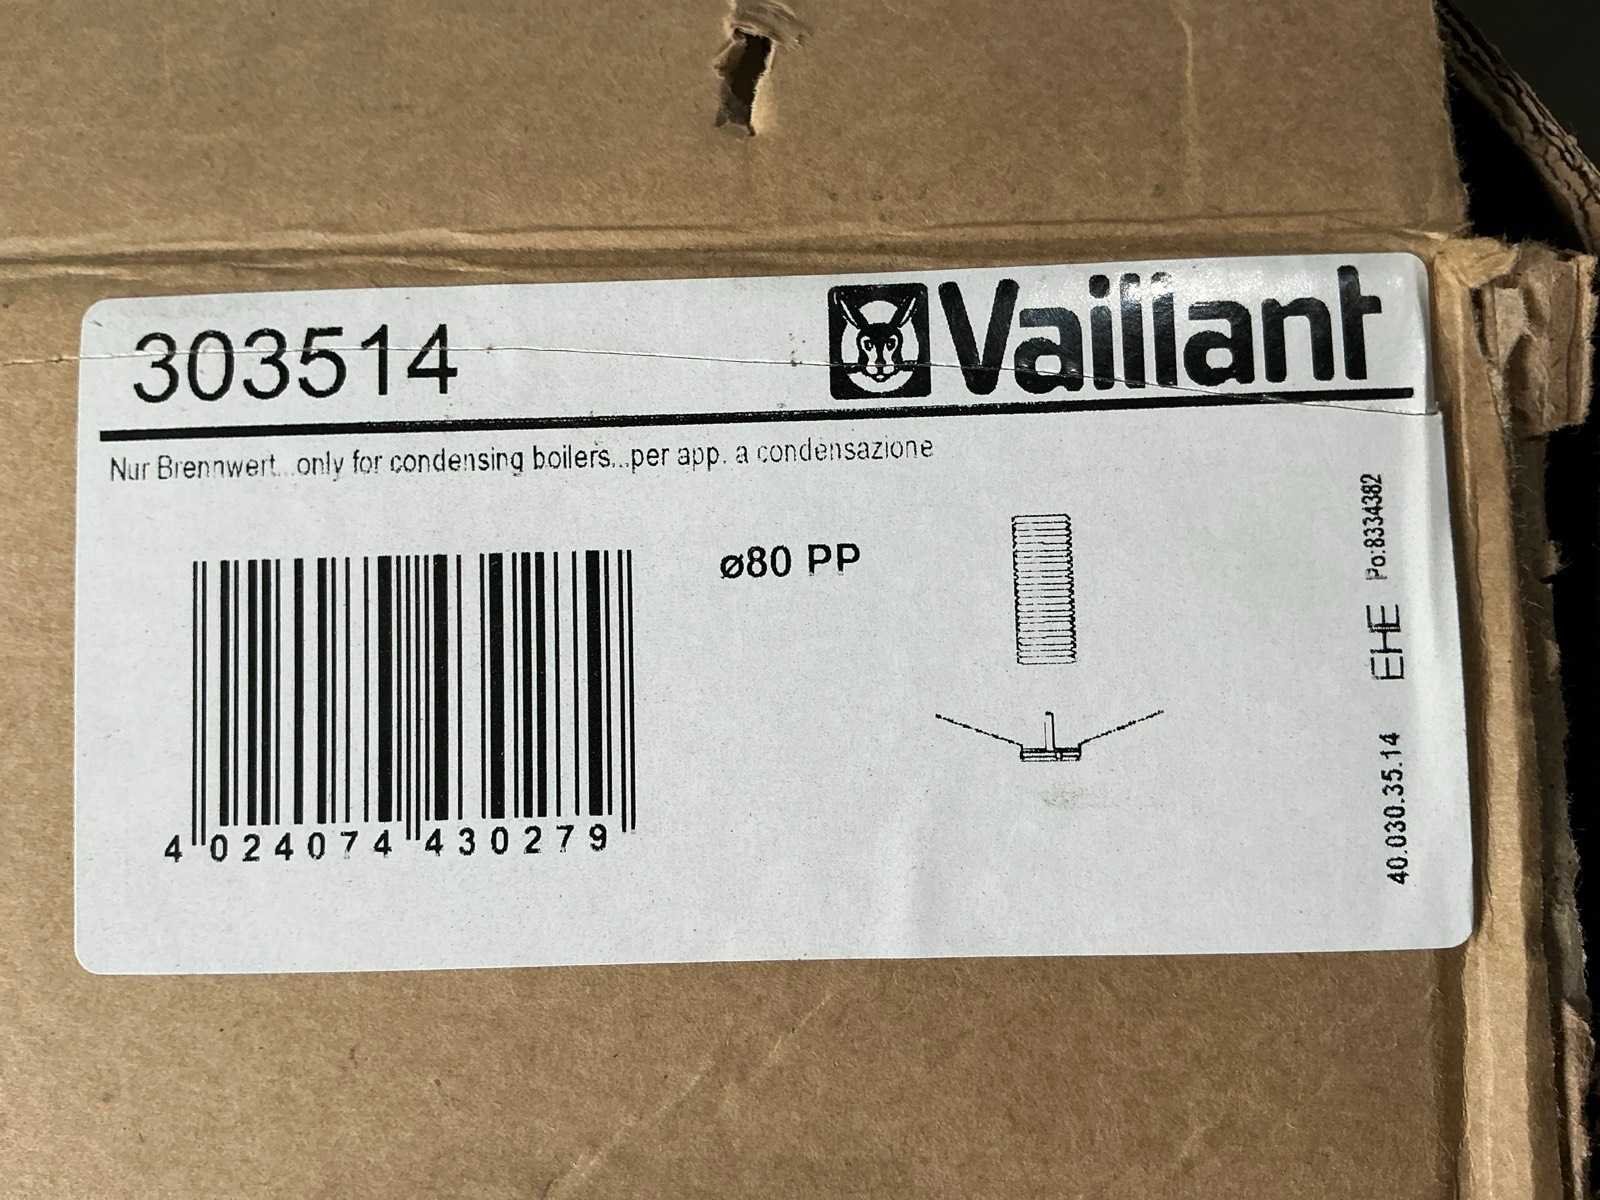 303514
Vaillant
Nur Brennwert...only for condensing boilers...per app. a condensazione
ø80 PP
4 024074 430279
40.030.35.14 EHE Po:8334382